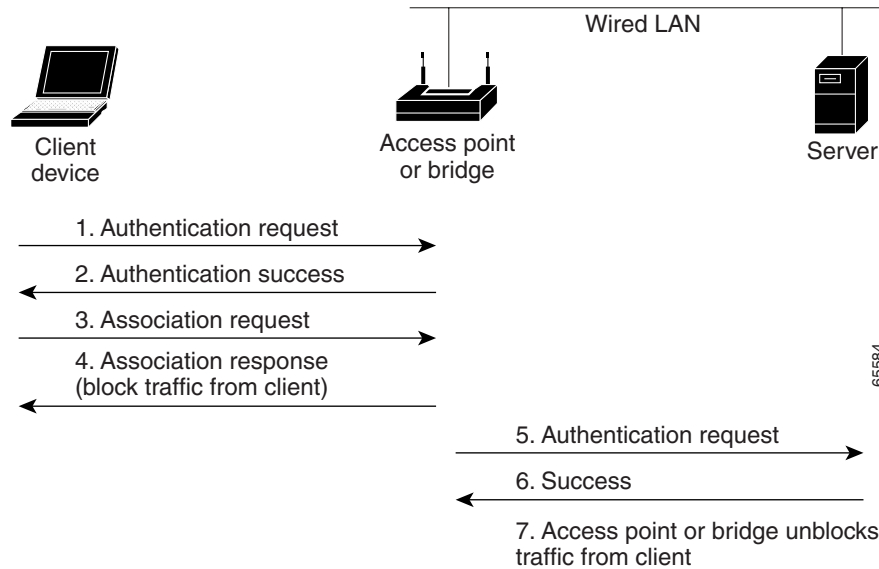 Wired LAN
Client
device
Access point
or bridge
Server
1. Authentication request
2. Authentication success
3. Association request
4. Association response
(block traffic from client)
65584
5. Authentication request
6. Success
7. Access point or bridge unblocks
traffic from client